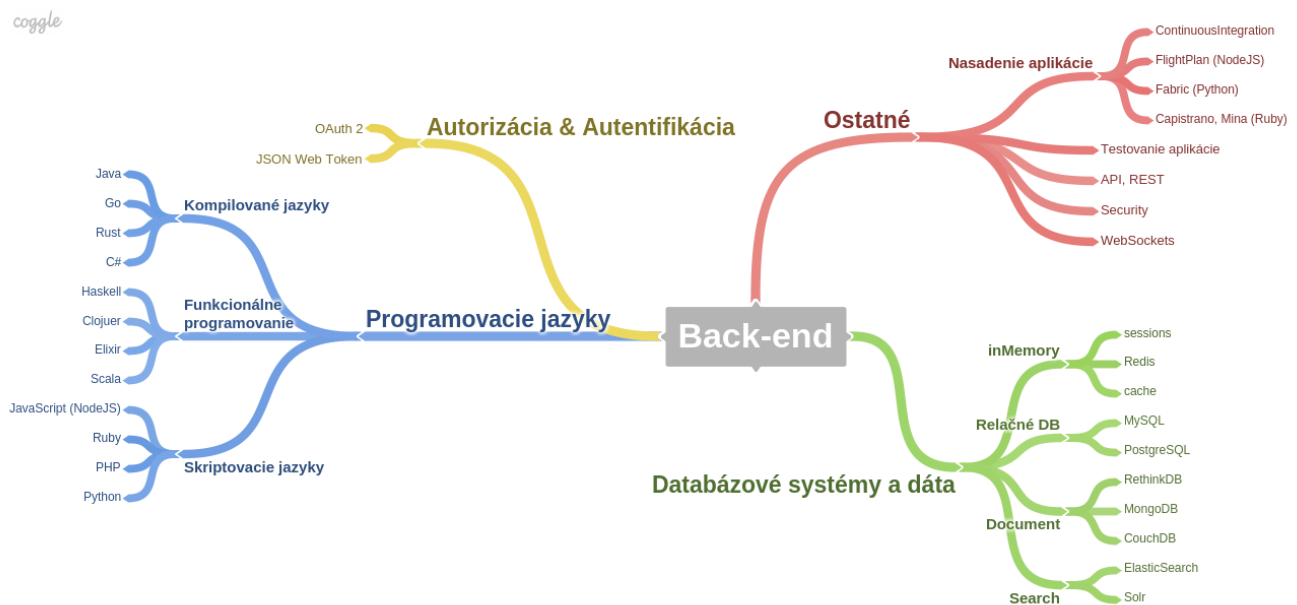 coggle
ContinuousIntegration
Nasadenie aplikácie
FlightPlan (NodeJS)
Fabric (Python)
Capistrano, Mina (Ruby)
Ostatné
Testovanie aplikácie
API, REST
Security
WebSockets
Autorizácia & Autentifikácia
OAuth 2
JSON Web Token
Java
Go
Rust
C#
Kompilované jazyky
Haskell
Clojuer
Elixir
Scala
Funkcionálne
programovanie
JavaScript (NodeJS)
Ruby
PHP
Python
Skriptovacie jazyky
Programovacie jazyky
Back-end
sessions
inMemory
Redis
cache
Relačné DB
MySQL
PostgreSQL
Databázové systémy a dáta
RethinkDB
MongoDB
Document
CouchDB
ElasticSearch
Search
Solr